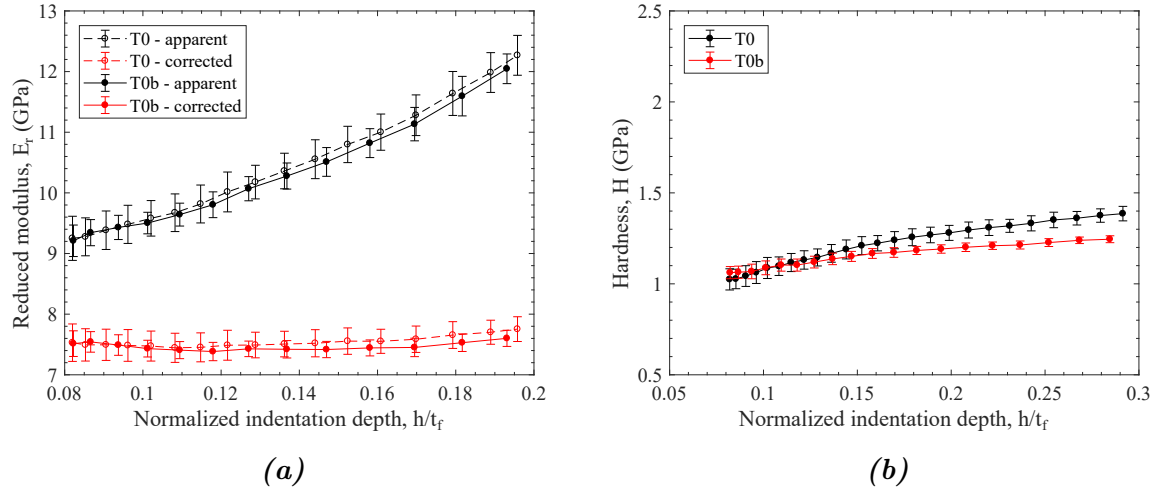 T0 - apparent
T0 - corrected
T0b - apparent
T0b - corrected
Reduced modulus, E_r (GPa)
13
12
11
10
9
8
7
0.08 0.1 0.12 0.14 0.16 0.18 0.2
Normalized indentation depth, h/t_f
(a)
T0
T0b
Hardness, H (GPa)
2.5
2
1.5
1
0.5
0.05 0.1 0.15 0.2 0.25 0.3
Normalized indentation depth, h/t_f
(b)